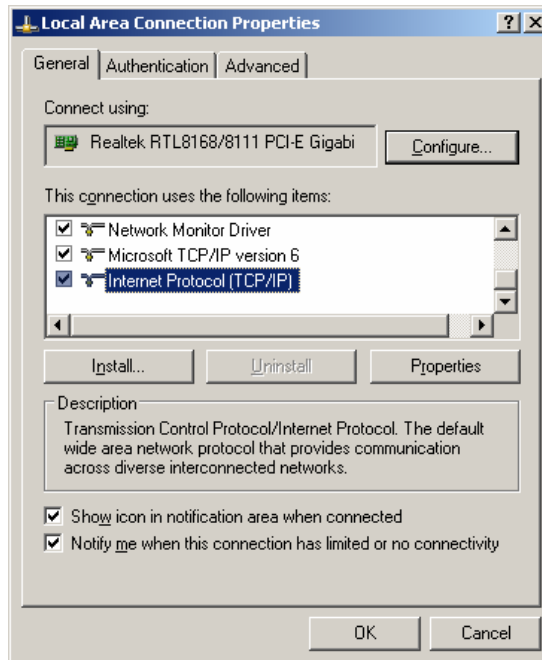 Local Area Connection Properties
General
Authentication
Advanced
Connect using:
Realtek RTL8168/8111 PCI-E Gigabi
Configure...
This connection uses the following items:
Network Monitor Driver
Microsoft TCP/IP version 6
Internet Protocol (TCP/IP)
Install...
Uninstall
Properties
Description
Transmission Control Protocol/Internet Protocol. The default
wide area network protocol that provides communication
across diverse interconnected networks.
Show icon in notification area when connected
Notify me when this connection has limited or no connectivity
OK
Cancel